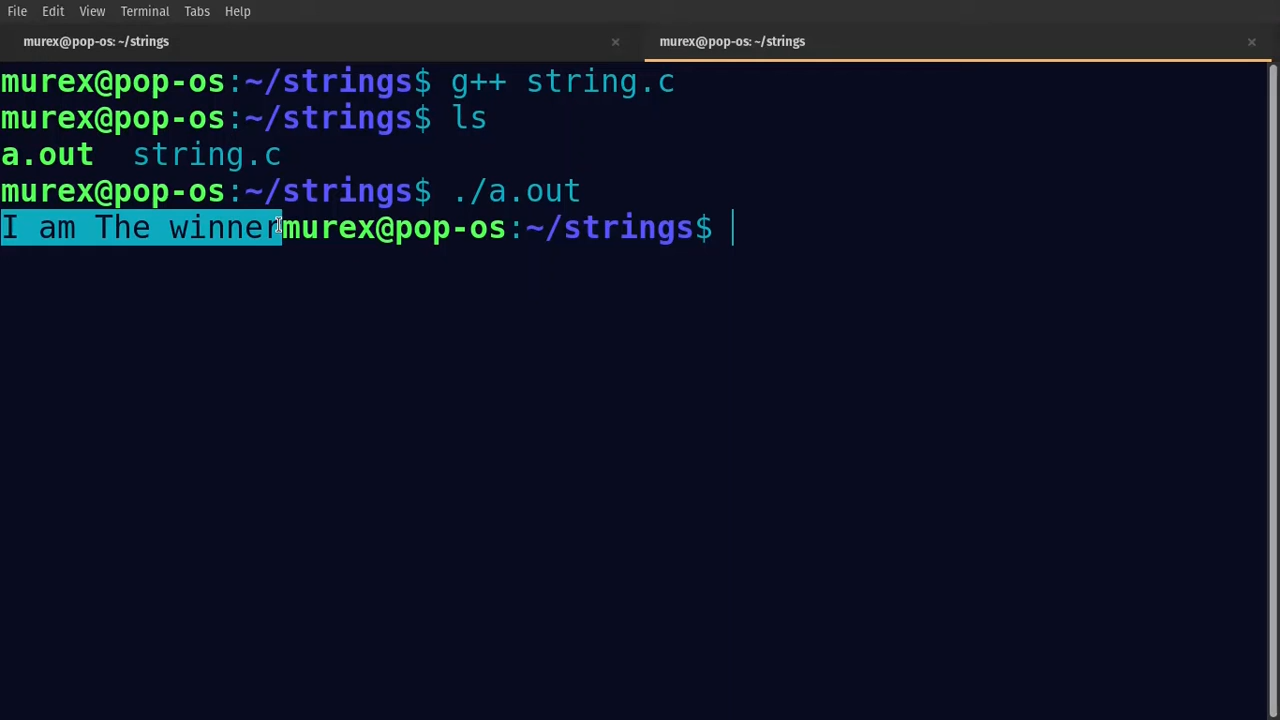 File Edit View Terminal Tabs Help
murex@pop-os: ~/strings × murex@pop-os: ~/strings ×
murex@pop-os:~/strings$ g++ string.c
murex@pop-os:~/strings$ ls
a.out  string.c
murex@pop-os:~/strings$ ./a.out
I am The winnermurex@pop-os:~/strings$